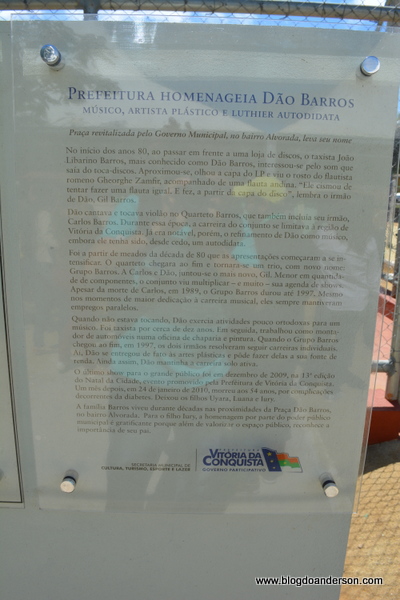 PREFEITURA HOMENAGEIA DÃO BARROS
MÚSICO, ARTISTA PLÁSTICO E LUTHIER AUTODIDATA
Praça revitalizada pelo Governo Municipal, no bairro Alvorada, leva seu nome
No início dos anos 80, ao passar em frente a uma loja de discos, o taxista João
Libarino Barros, mais conhecido como Dão Barros, interessou-se pelo som que
saía do toca-discos. Aproximou-se, olhou a capa do LP e viu o rosto do flautista
romeno Gheorghe Zamfir, acompanhado de uma flauta andina. "Ele cismou de
tentar fazer uma flauta igual. E fez, a partir da capa do disco", lembra o irmão
de Dão, Gil Barros.
Dão cantava e tocava violão no Quarteto Barros, que também incluía seu irmão,
Carlos Barros. Durante essa época, a carreira do conjunto se limitava à região de
Vitória da Conquista. Já era notável, porém, o refinamento de Dão como músico,
embora ele tenha sido, desde cedo, um autodidata.
Foi a partir de meados da década de 80 que as apresentações começaram a se in-
tensificar. O quarteto chegara ao fim e tornara-se um trio, com novo nome:
Grupo Barros. A Carlos e Dão, juntou-se o mais novo, Gil. Menor em quantida-
de de componentes, o conjunto viu multiplicar – e muito – sua agenda de shows.
Apesar da morte de Carlos, em 1989, o Grupo Barros durou até 1997. Mesmo
nos momentos de maior dedicação à carreira musical, eles sempre mantiveram
empregos paralelos.
Quando não estava tocando, Dão exercia atividades pouco ortodoxas para um
músico. Foi taxista por cerca de dez anos. Em seguida, trabalhou como monta-
dor de automóveis numa oficina de chaparia e pintura. Quando o Grupo Barros
chegou ao fim, em 1997, os dois irmãos resolveram seguir carreiras individuais.
Aí, Dão se entregou de fato às artes plásticas e pôde fazer delas a sua fonte de
renda. Ainda assim, Dão mantinha a carreira solo ativa.
O último show para o grande público foi em dezembro de 2009, na 13ª edição
do Natal da Cidade, evento promovido pela Prefeitura de Vitória da Conquista.
Um mês depois, em 24 de janeiro de 2010, morreu aos 54 anos, por complicações
decorrentes da diabetes. Deixou os filhos Uyara, Luana e Iury.
A família Barros viveu durante décadas nas proximidades da Praça Dão Barros,
no bairro Alvorada. Para o filho Iury, a homenagem por parte do poder público
municipal é gratificante porque além de valorizar o espaço público, reconhece a
importância de seu pai.
SECRETARIA MUNICIPAL DE
CULTURA, TURISMO, ESPORTE E LAZER
VITÓRIA DA
CONQUISTA
GOVERNO PARTICIPATIVO
www.blogdoanderson.com